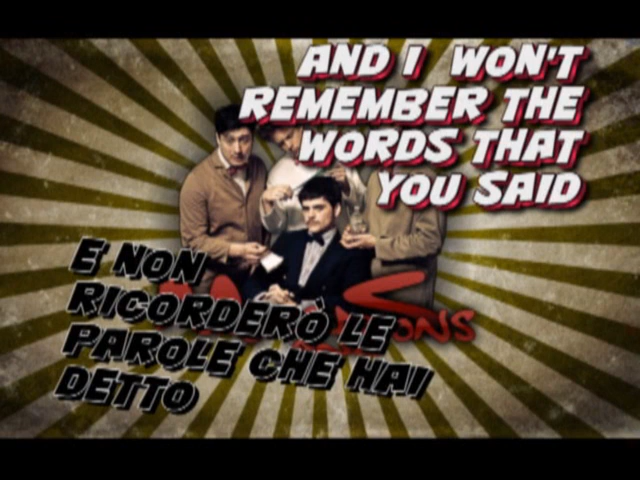 AND I WON'T
REMEMBER THE
WORDS THAT
YOU SAID
E NON
RICORDERÒ LE
PAROLE CHE HAI
DETTO